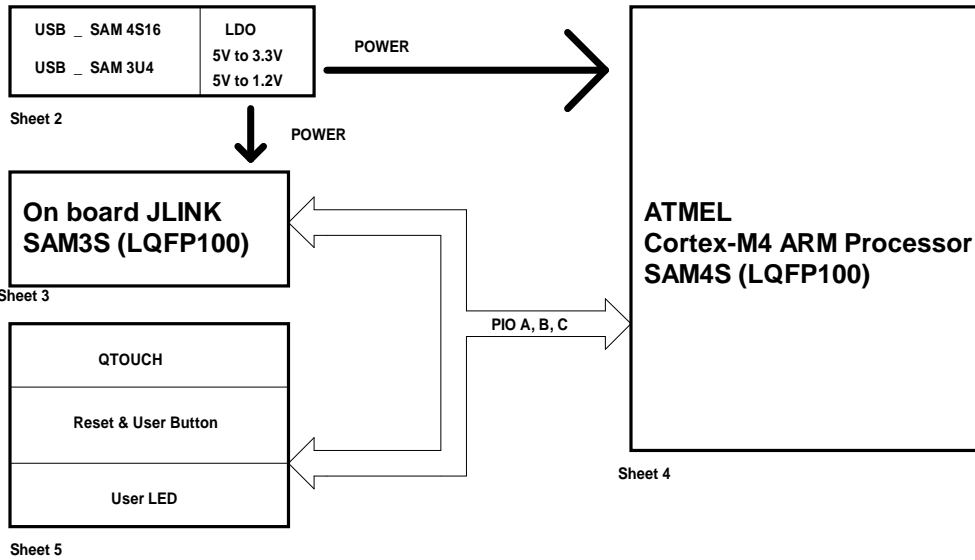 USB _ SAM 4S16
USB _ SAM 3U4
LDO
5V to 3.3V
5V to 1.2V
POWER
Sheet 2
POWER
On board JLINK
SAM3S (LQFP100)
Sheet 3
ATMEL
Cortex-M4 ARM Processor
SAM4S (LQFP100)
PIO A, B, C
QTOUCH
Reset & User Button
User LED
Sheet 4
Sheet 5